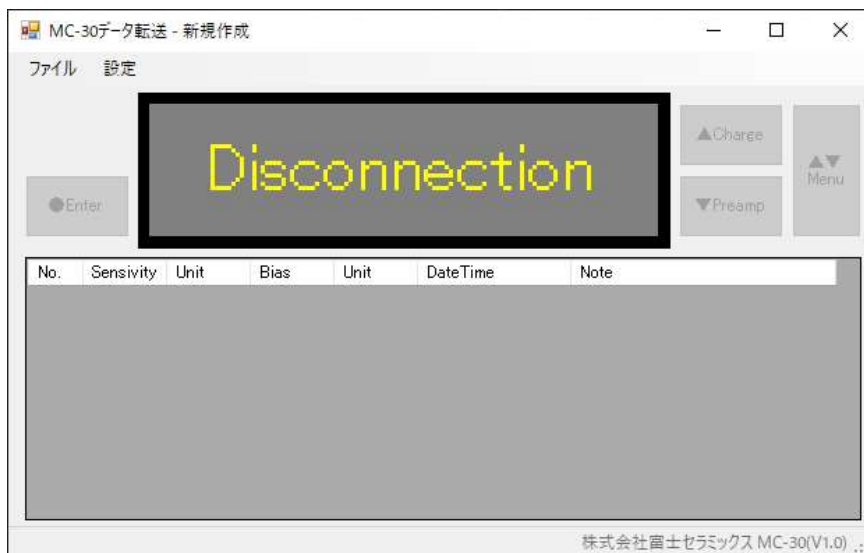 MC-30データ転送 - 新規作成
ファイル 設定
Disconnection
▲Charge
▲▼
Menu
●Enter
▼Preamp
No. Sensivity Unit Bias Unit DateTime Note
株式会社富士セラミックス MC-30(V1.0)